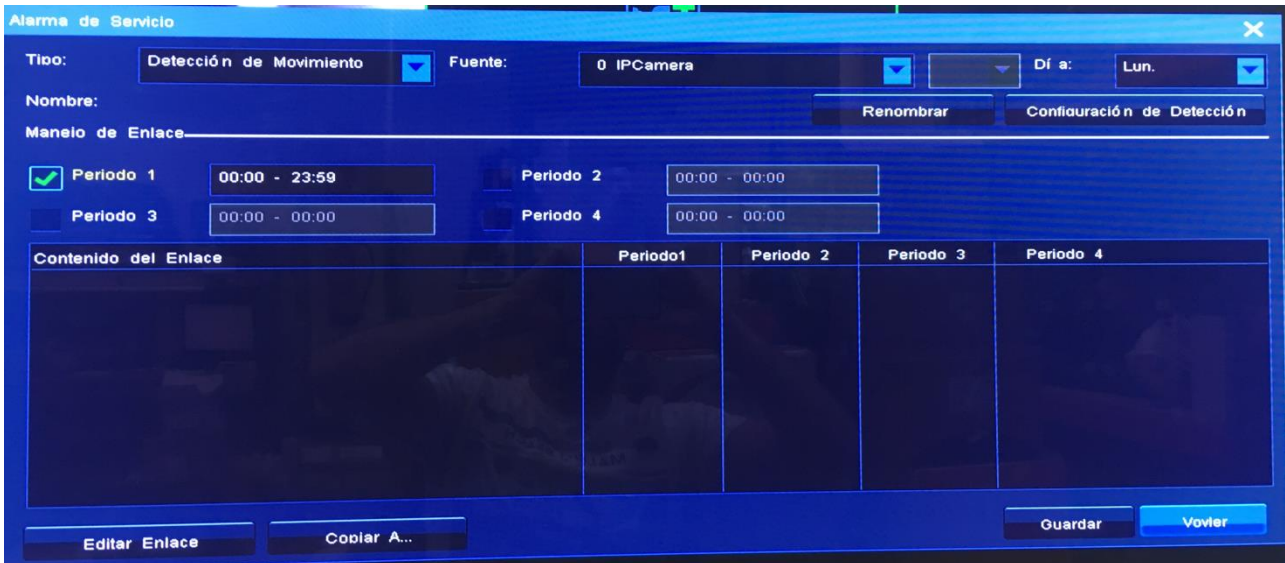 Alarma de Servicio
Tipo: Detección de Movimiento Fuente: 0 IPCamera Día: Lun.
Nombre: Renombrar Configuración de Detección
Manejo de Enlace
Periodo 1 00:00 - 23:59 Periodo 2 00:00 - 00:00
Periodo 3 00:00 - 00:00 Periodo 4 00:00 - 00:00
Contenido del Enlace Periodo1 Periodo 2 Periodo 3 Periodo 4
Editar Enlace Copiar A... Guardar Vovler